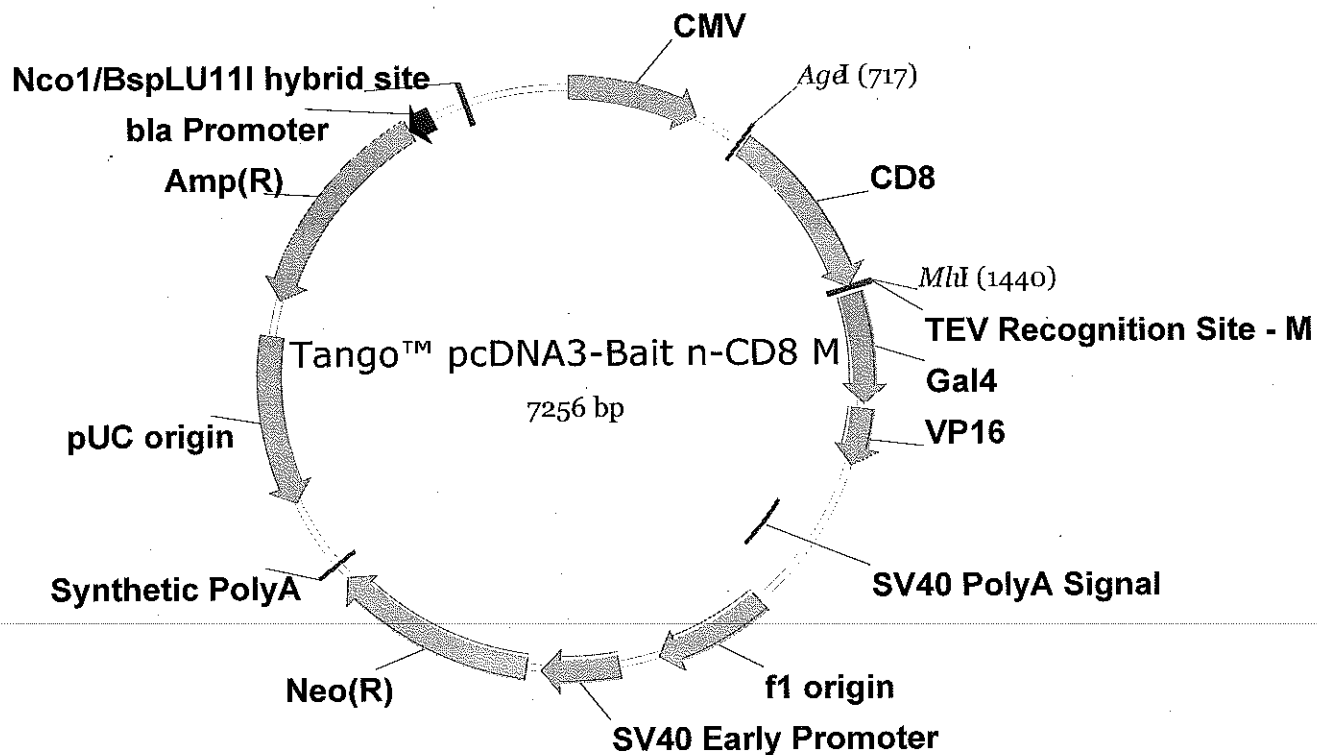 CMV
Nco1/BspLU11I hybrid site
AgeI (717)
bla Promoter
Amp(R)
CD8
MluI (1440)
TEV Recognition Site - M
Tango™ pcDNA3-Bait n-CD8 M
Gal4
7256 bp
VP16
pUC origin
SV40 PolyA Signal
Synthetic PolyA
Neo(R)
f1 origin
SV40 Early Promoter